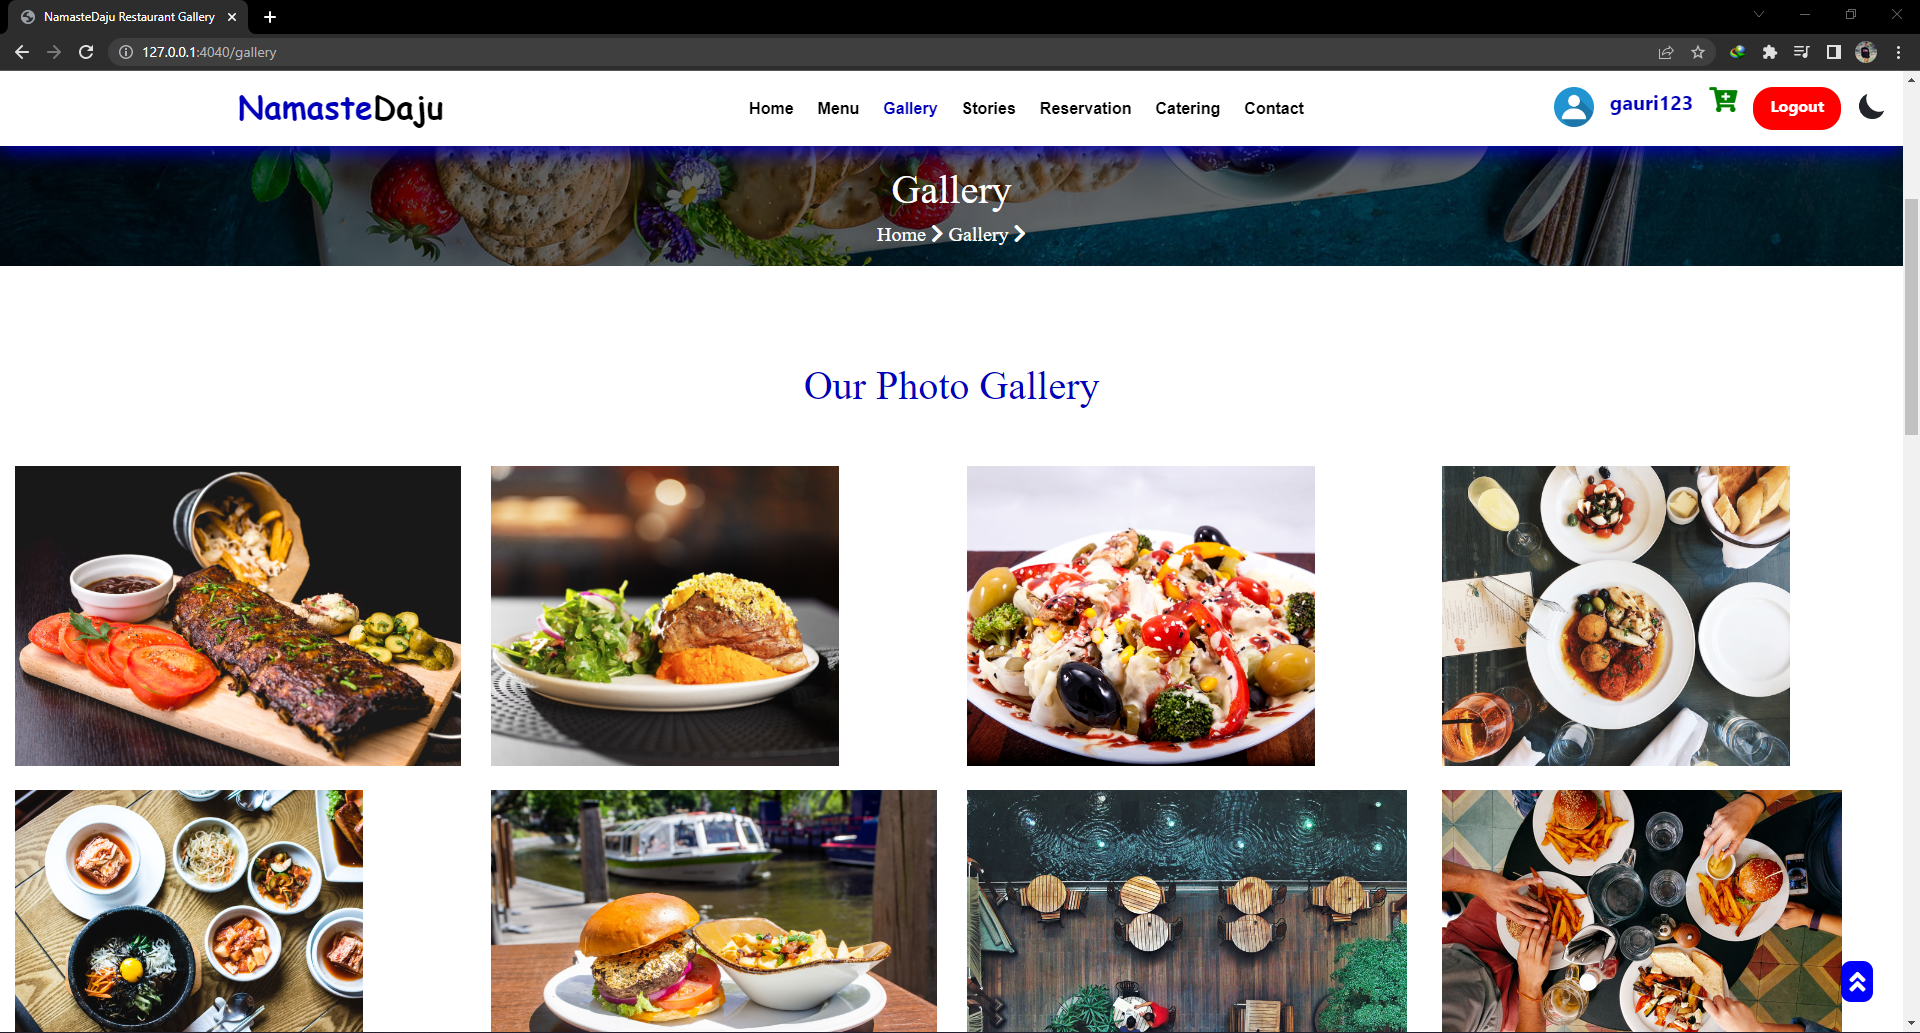 NamasteDaju Restaurant Gallery
127.0.0.1:4040/gallery
NamasteDaju
Home Menu Gallery Stories Reservation Catering Contact
gauri123
Logout
Gallery
Home Gallery
Our Photo Gallery